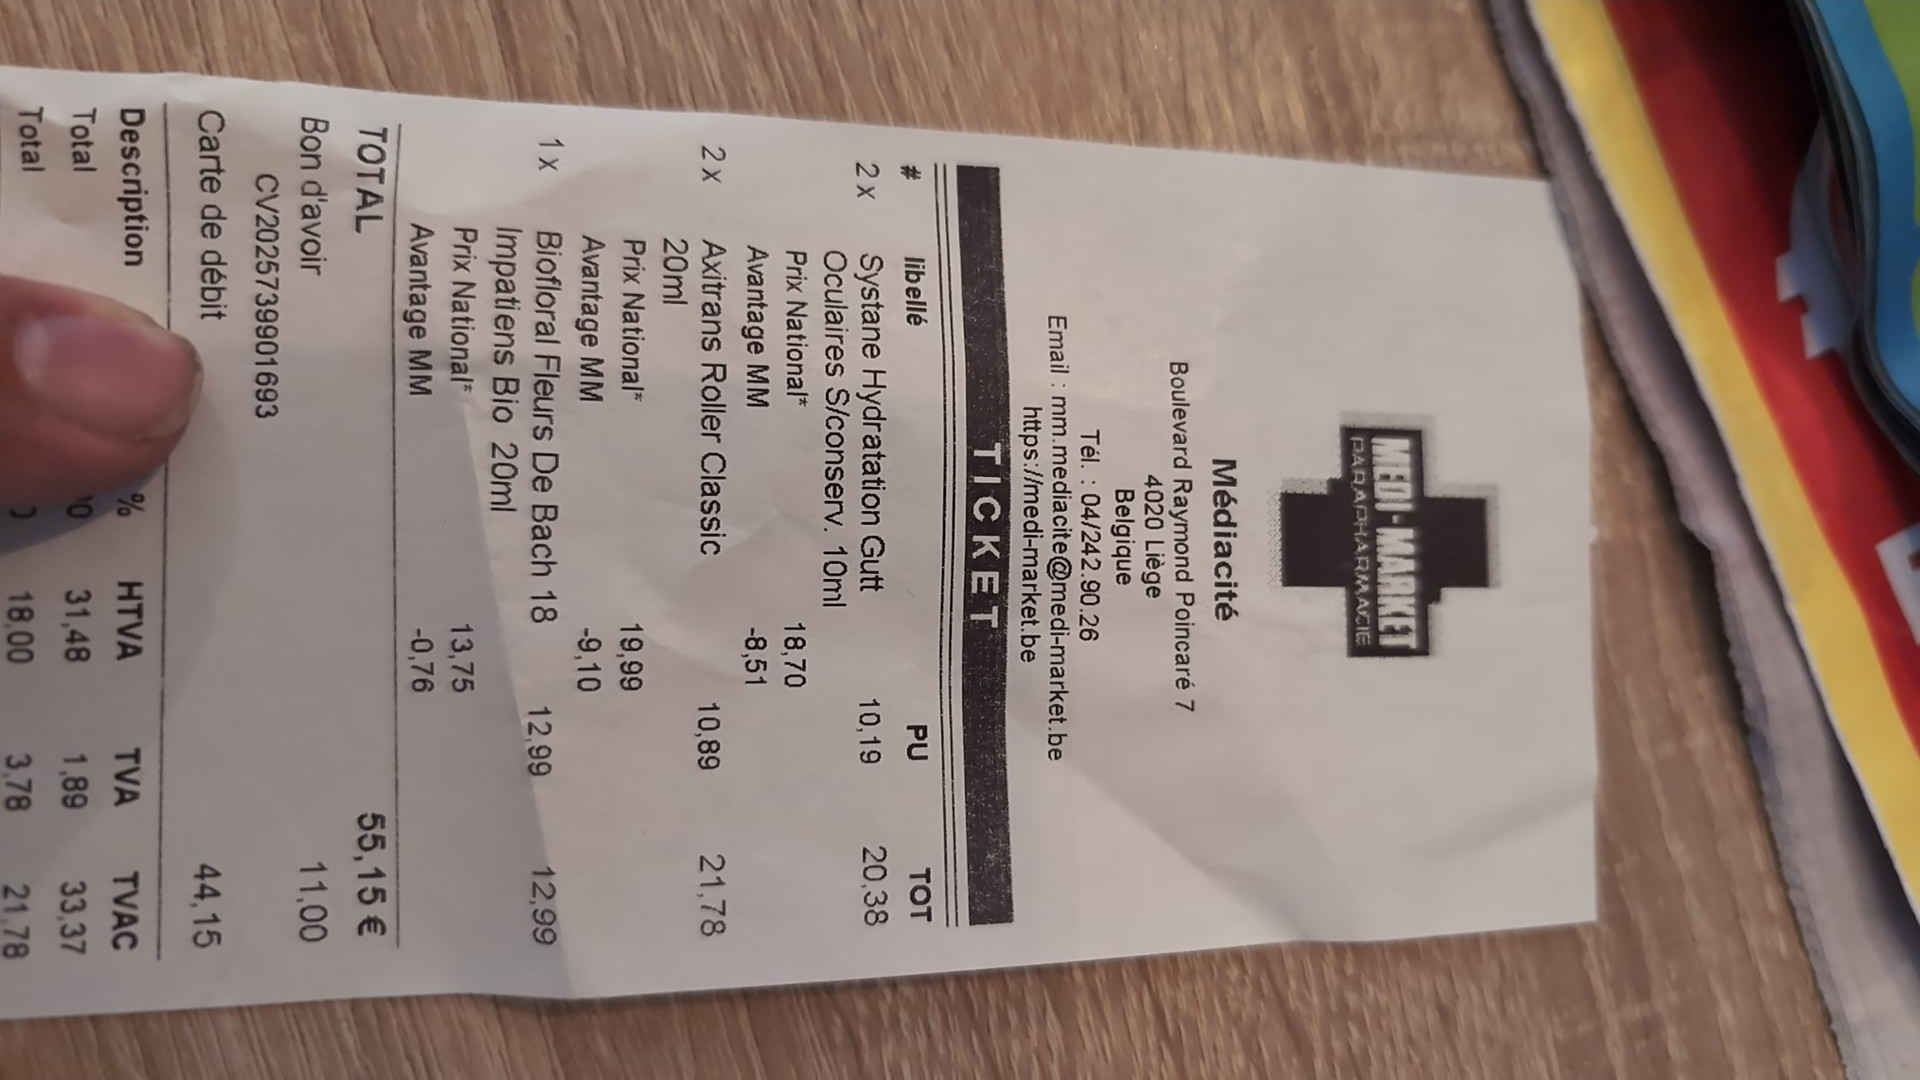 MEDI-MARKET
PARAPHARMACIE
Médiacité
Boulevard Raymond Poincaré 7
4020 Liège
Belgique
Tél. : 04/242.90.26
Email : mm.mediacite@medi-market.be
https://medi-market.be
TICKET
# libellé PU TOT
2 x Systane Hydratation Gutt 10,19 20,38
Oculaires S/conserv. 10ml
Prix National* 18,70
Avantage MM -8,51
2 x Axitrans Roller Classic 10,89 21,78
20ml
Prix National* 19,99
Avantage MM -9,10
1 x Biofloral Fleurs De Bach 18 12,99 12,99
Impatiens Bio 20ml
Prix National* 13,75
Avantage MM -0,76
TOTAL 55,15 €
Bon d'avoir 11,00
CV2025739901693
Carte de débit 44,15
Description % HTVA TVA TVAC
Total 31,48 1,89 33,37
Total 18,00 3,78 21,78